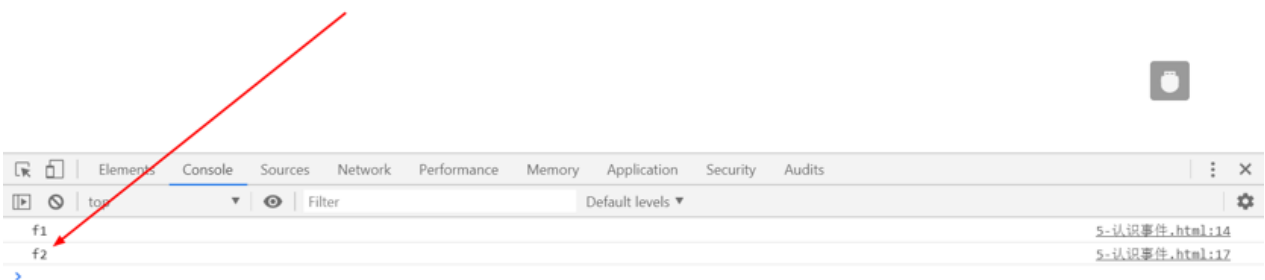 Elements Console Sources Network Performance Memory Application Security Audits
top Filter Default levels ▼
f1 5-认识事件.html:14
f2 5-认识事件.html:17